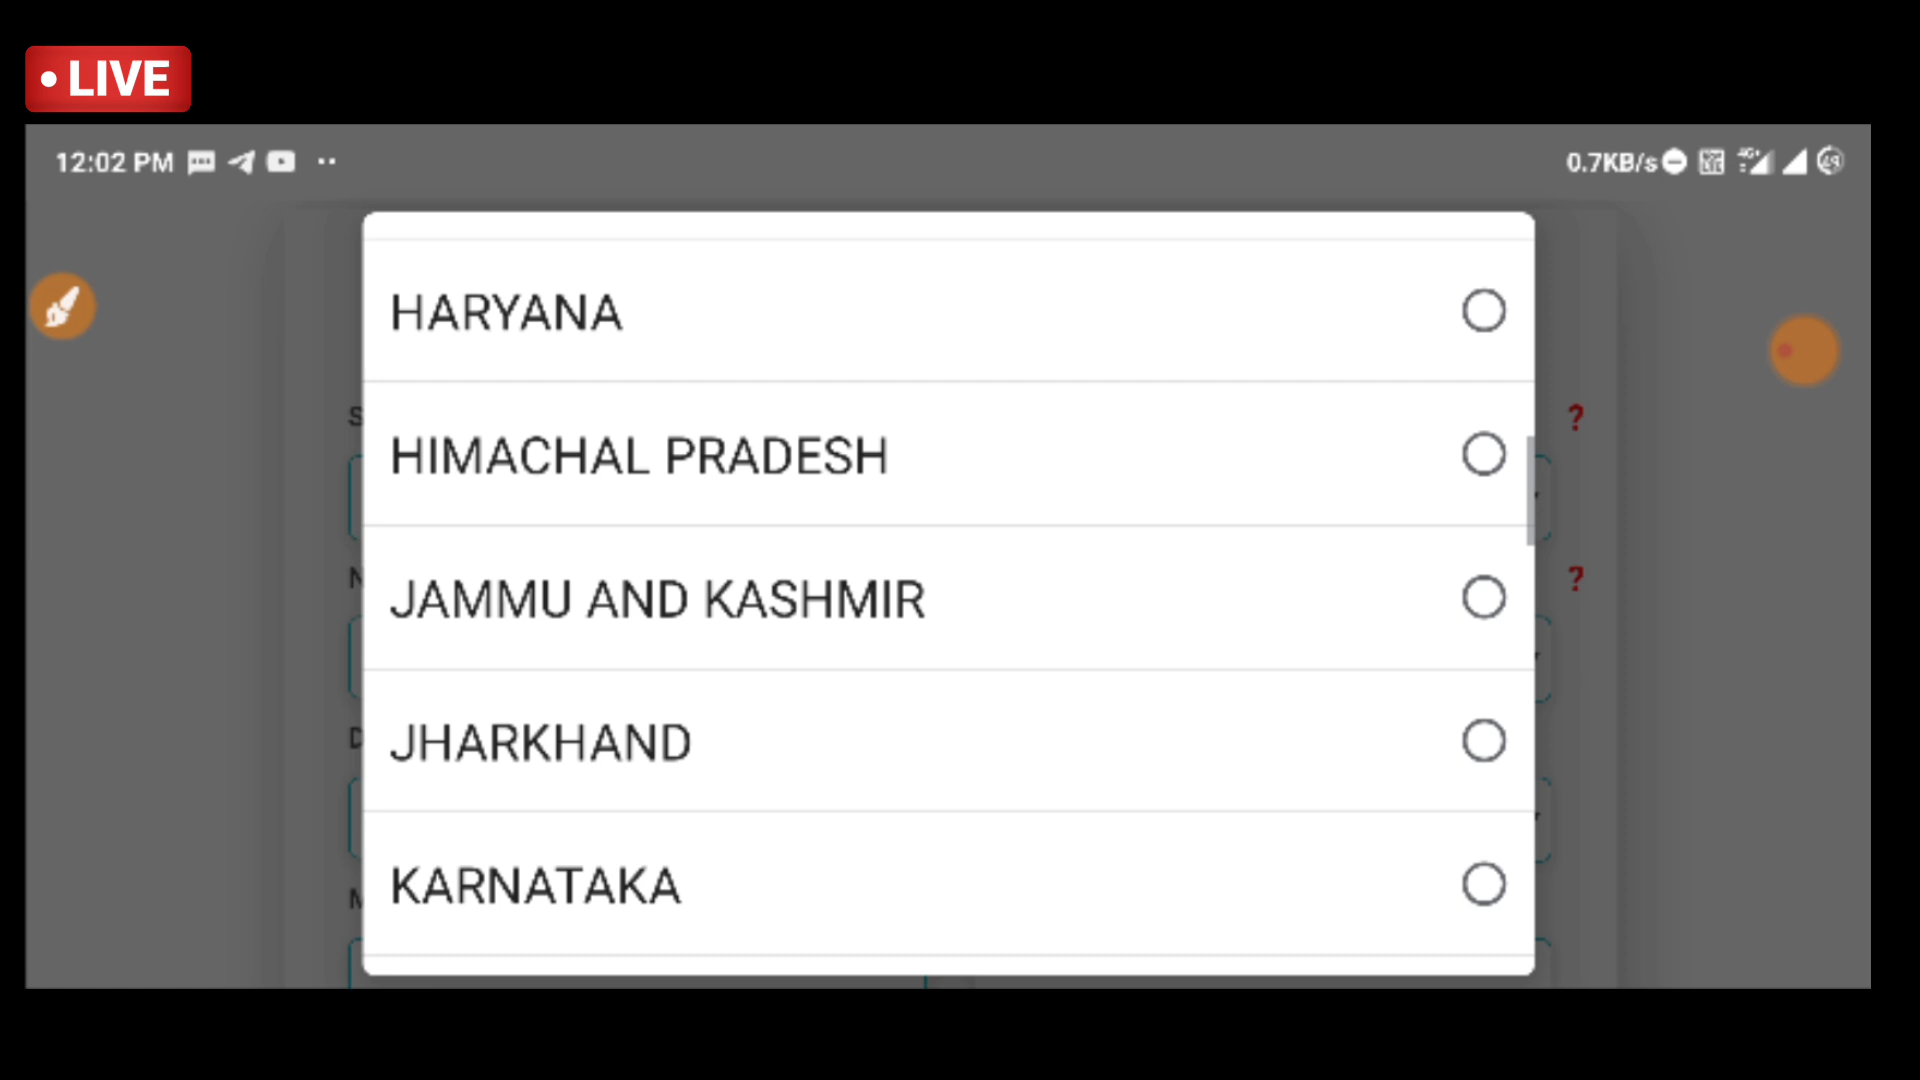 LIVE
12:02 PM
0.7KB/s
HARYANA
S
?
HIMACHAL PRADESH
N
?
JAMMU AND KASHMIR
D
JHARKHAND
M
KARNATAKA